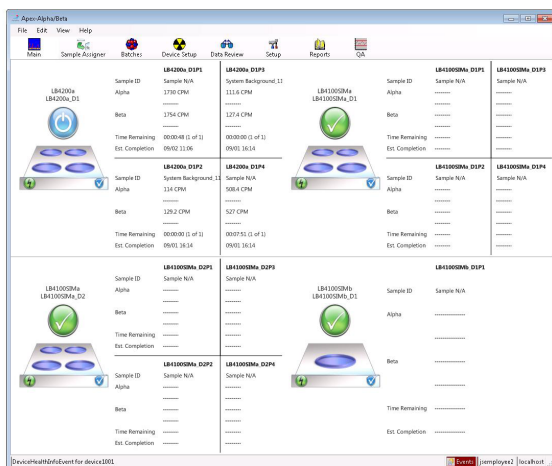 Apex-Alpha/Beta
File Edit View Help
Main Sample Assigner Batches Device Setup Data Review Setup Reports QA
LB4200a
LB4200a_D1
LB4200a_D1P1 LB4200a_D1P3
Sample ID Sample N/A System Background_11
Alpha 1730 CPM 111.6 CPM
-------- --------
Beta 1754 CPM 127.4 CPM
-------- --------
Time Remaining 00:00:48 (1 of 1) 00:00:00 (1 of 1)
Est. Completion 09/02 11:06 09/01 16:14
LB4200a_D1P2 LB4200a_D1P4
Sample ID System Background_11 Sample N/A
Alpha 114 CPM 508.4 CPM
-------- --------
Beta 129.2 CPM 527 CPM
-------- --------
Time Remaining 00:00:00 (1 of 1) 00:07:51 (1 of 1)
Est. Completion 09/01 16:14 09/01 16:14
LB4100SIMa
LB4100SIMa_D1
LB4100SIMa_D1P1 LB4100SIMa_D1P3
Sample ID -------- --------
Alpha -------- --------
-------- --------
Beta -------- --------
-------- --------
Time Remaining -------- --------
Est. Completion -------- --------
LB4100SIMa_D1P2 LB4100SIMa_D1P4
Sample ID -------- --------
Alpha -------- --------
-------- --------
Beta -------- --------
-------- --------
Time Remaining -------- --------
Est. Completion -------- --------
LB4100SIMa
LB4100SIMa_D2
LB4100SIMa_D2P1 LB4100SIMa_D2P3
Sample ID Sample N/A Sample N/A
Alpha -------- --------
-------- --------
Beta -------- --------
-------- --------
Time Remaining -------- --------
Est. Completion -------- --------
LB4100SIMa_D2P2 LB4100SIMa_D2P4
Sample ID Sample N/A Sample N/A
Alpha -------- --------
-------- --------
Beta -------- --------
-------- --------
Time Remaining -------- --------
Est. Completion -------- --------
LB4100SIMb
LB4100SIMb_D1
LB4100SIMb_D1P1
Sample ID Sample N/A
Alpha ---------------
---------------
Beta ---------------
---------------
Time Remaining ---------------
Est. Completion ---------------
DeviceHealthInfoEvent for device1001 Events jsemployee2 localhost